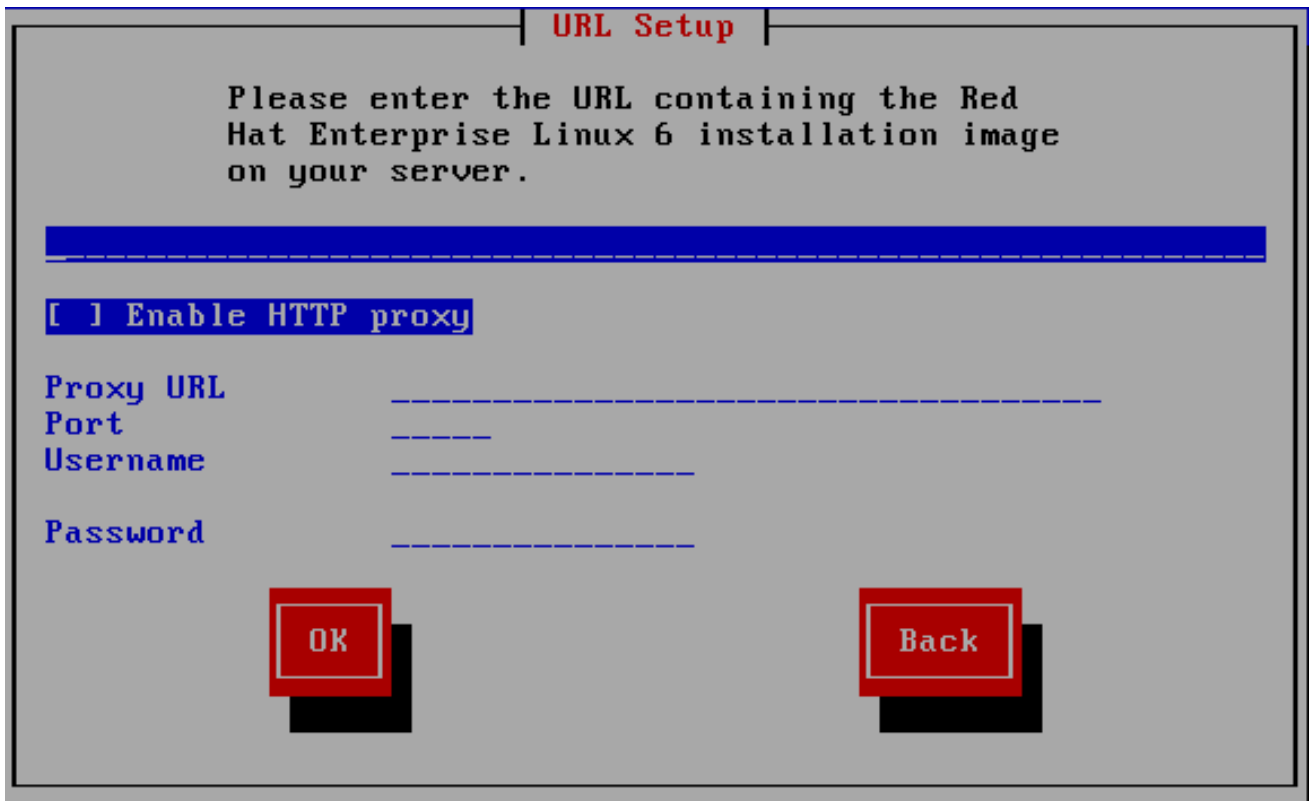 URL Setup
Please enter the URL containing the Red
Hat Enterprise Linux 6 installation image
on your server.
[ ] Enable HTTP proxy
Proxy URL
Port
Username
Password
OK Back